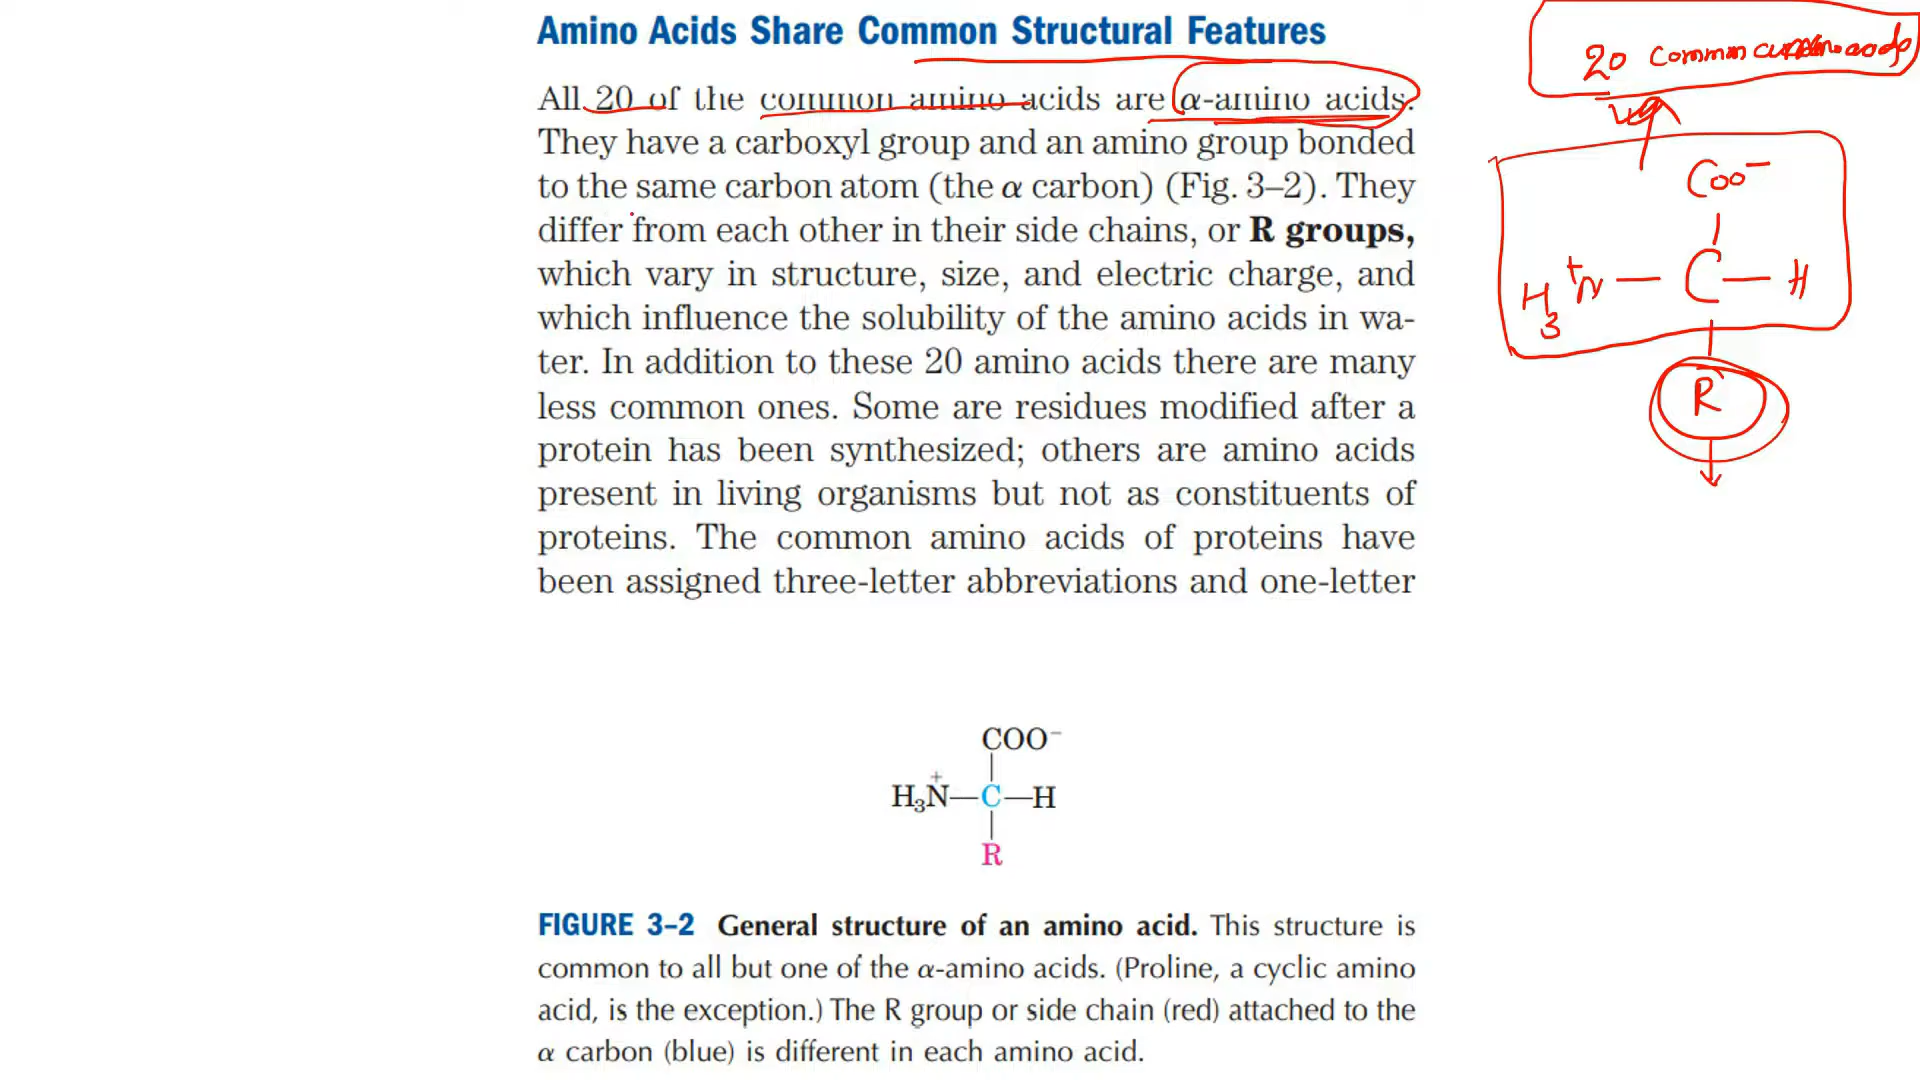 Amino Acids Share Common Structural Features
All 20 of the common amino acids are α-amino acids.
They have a carboxyl group and an amino group bonded
to the same carbon atom (the α carbon) (Fig. 3–2). They
differ from each other in their side chains, or R groups,
which vary in structure, size, and electric charge, and
which influence the solubility of the amino acids in wa-
ter. In addition to these 20 amino acids there are many
less common ones. Some are residues modified after a
protein has been synthesized; others are amino acids
present in living organisms but not as constituents of
proteins. The common amino acids of proteins have
been assigned three-letter abbreviations and one-letter
COO⁻
H₃N⁺—C—H
R
FIGURE 3–2 General structure of an amino acid. This structure is
common to all but one of the α-amino acids. (Proline, a cyclic amino
acid, is the exception.) The R group or side chain (red) attached to the
α carbon (blue) is different in each amino acid.
20 common amino acids
COO⁻
H₃⁺N — C — H
R